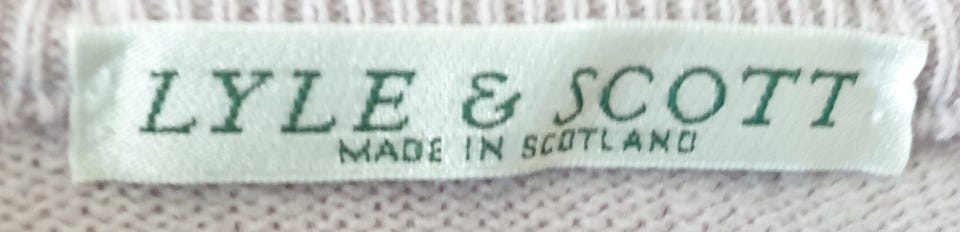 LYLE & SCOTT
MADE IN SCOTLAND